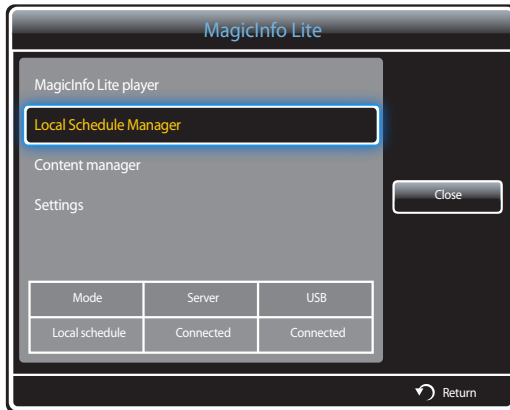 MagicInfo Lite
MagicInfo Lite player
Local Schedule Manager
Content manager
Settings
Close
Mode Server USB
Local schedule Connected Connected
Return